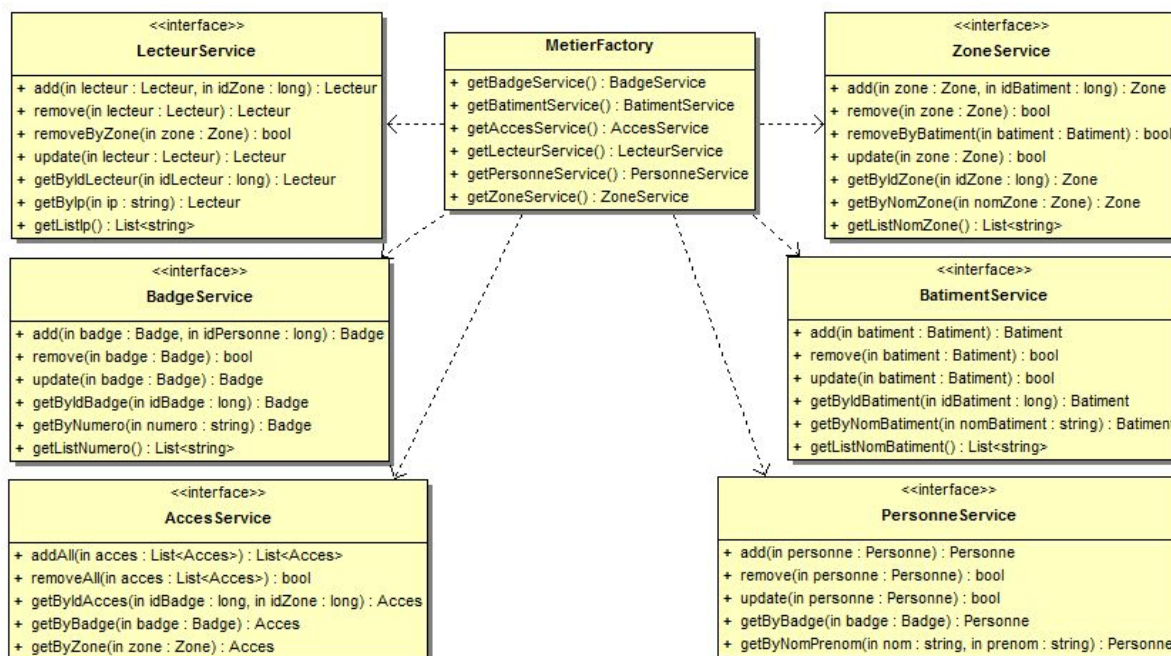 <<interface>>
LecteurService
+ add(in lecteur : Lecteur, in idZone : long) : Lecteur
+ remove(in lecteur : Lecteur) : Lecteur
+ removeByZone(in zone : Zone) : bool
+ update(in lecteur : Lecteur) : Lecteur
+ getByIdLecteur(in idLecteur : long) : Lecteur
+ getByIp(in ip : string) : Lecteur
+ getListIp() : List<string>
MetierFactory
+ getBadgeService() : BadgeService
+ getBatimentService() : BatimentService
+ getAccesService() : AccesService
+ getLecteurService() : LecteurService
+ getPersonneService() : PersonneService
+ getZoneService() : ZoneService
<<interface>>
ZoneService
+ add(in zone : Zone, in idBatiment : long) : Zone
+ remove(in zone : Zone) : bool
+ removeByBatiment(in batiment : Batiment) : bool
+ update(in zone : Zone) : bool
+ getByIdZone(in idZone : long) : Zone
+ getByNomZone(in nomZone : Zone) : Zone
+ getListNomZone() : List<string>
<<interface>>
BadgeService
+ add(in badge : Badge, in idPersonne : long) : Badge
+ remove(in badge : Badge) : bool
+ update(in badge : Badge) : Badge
+ getByIdBadge(in idBadge : long) : Badge
+ getByNumero(in numero : string) : Badge
+ getListNumero() : List<string>
<<interface>>
BatimentService
+ add(in batiment : Batiment) : Batiment
+ remove(in batiment : Batiment) : bool
+ update(in batiment : Batiment) : bool
+ getByIdBatiment(in idBatiment : long) : Batiment
+ getByNomBatiment(in nomBatiment : string) : Batiment
+ getListNomBatiment() : List<string>
<<interface>>
AccesService
+ addAll(in acces : List<Acces>) : List<Acces>
+ removeAll(in acces : List<Acces>) : bool
+ getByIdAcces(in idBadge : long, in idZone : long) : Acces
+ getByBadge(in badge : Badge) : Acces
+ getByZone(in zone : Zone) : Acces
<<interface>>
PersonneService
+ add(in personne : Personne) : Personne
+ remove(in personne : Personne) : bool
+ update(in personne : Personne) : bool
+ getByBadge(in badge : Badge) : Personne
+ getByNomPrenom(in nom : string, in prenom : string) : Personne